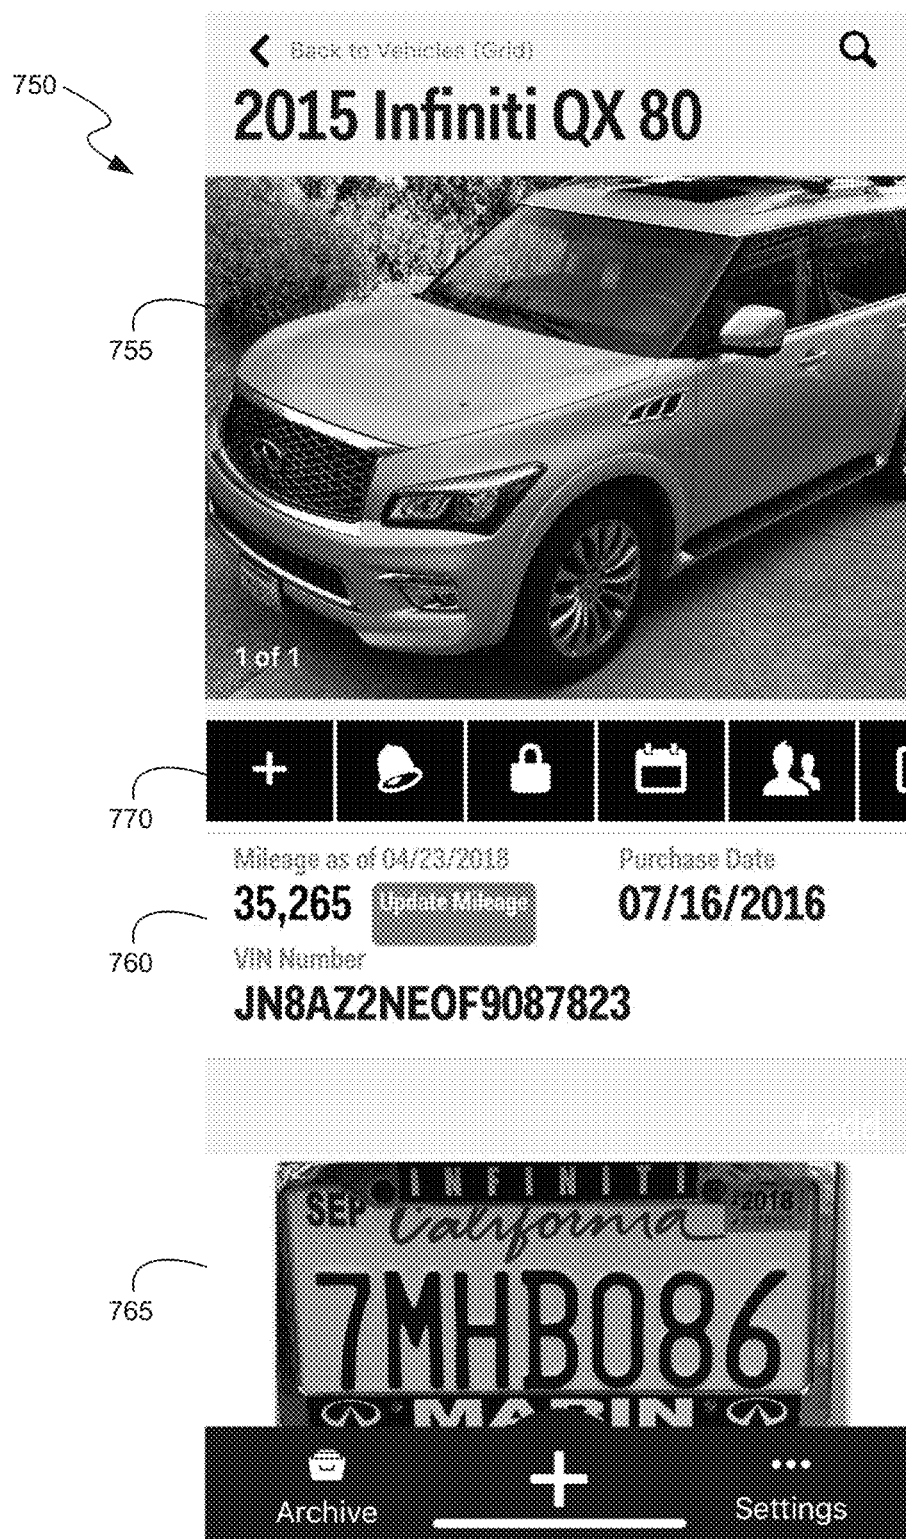 Back to Vehicles (Grid)
750
2015 Infiniti QX 80
755
1 of 1
770
Mileage as of 04/23/2018
Purchase Date
35,265
Update Mileage
07/16/2016
760
VIN Number
JN8AZ2NEOF9087823
add
INFINITI
SEP
California
2018
7MHB086
765
MARIN
Archive
Settings